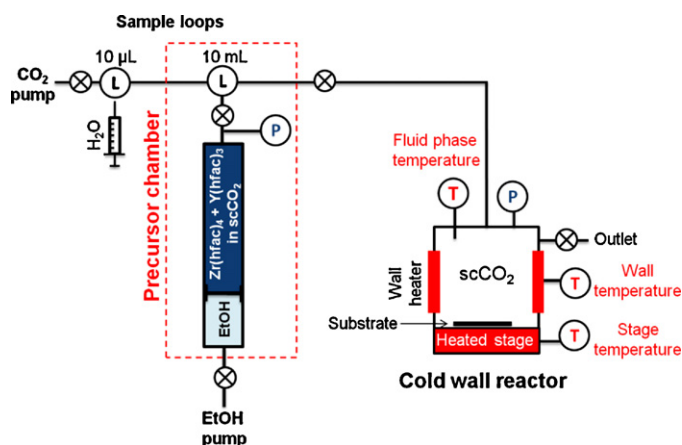 Sample loops
10 µL
10 mL
CO₂
pump
L
L
H₂O
P
Precursor chamber
Zr(hfac)₄ + Y(hfac)₃
in scCO₂
EtOH
EtOH
pump
Fluid phase
temperature
T
P
Outlet
Wall
heater
scCO₂
T
Wall
temperature
Substrate
Heated stage
T
Stage
temperature
Cold wall reactor